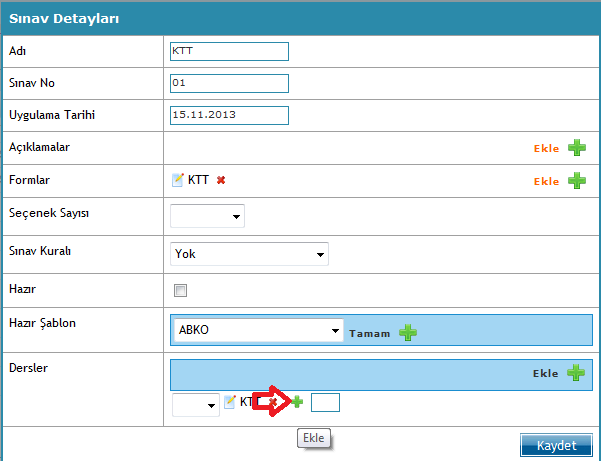 Sınav Detayları
Adı KTT
Sınav No 01
Uygulama Tarihi 15.11.2013
Açıklamalar Ekle
Formlar KTT Ekle
Seçenek Sayısı
Sınav Kuralı Yok
Hazır
Hazır Şablon ABKO Tamam
Dersler Ekle
KTT
Ekle
Kaydet